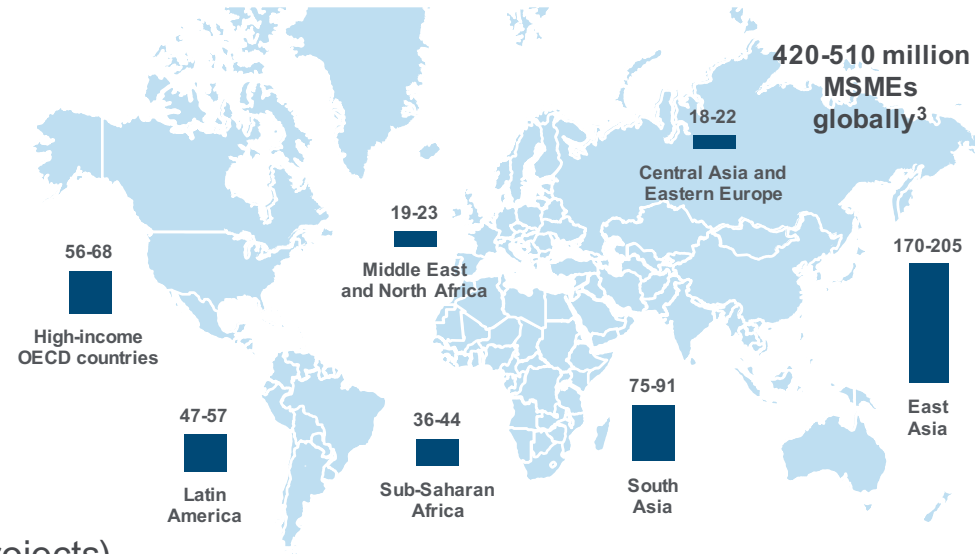 420-510 million
MSMEs
globally3
18-22
Central Asia and
Eastern Europe
19-23
Middle East
and North Africa
56-68
High-income
OECD countries
170-205
East
Asia
47-57
Latin
America
36-44
Sub-Saharan
Africa
75-91
South
Asia